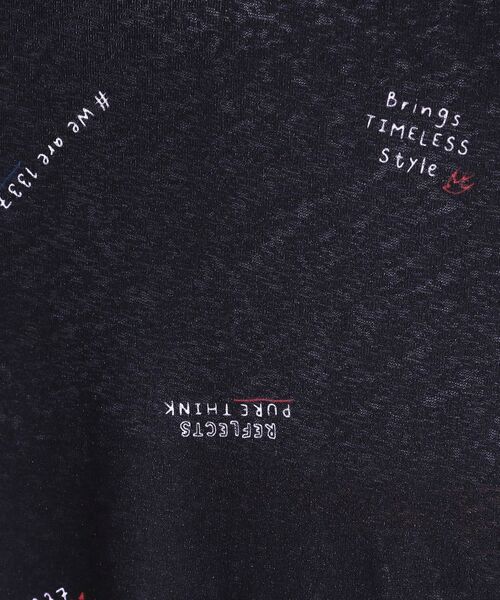 # we are 1337
Brings
TIMELESS
Style
REFLECTS
PURE THINK